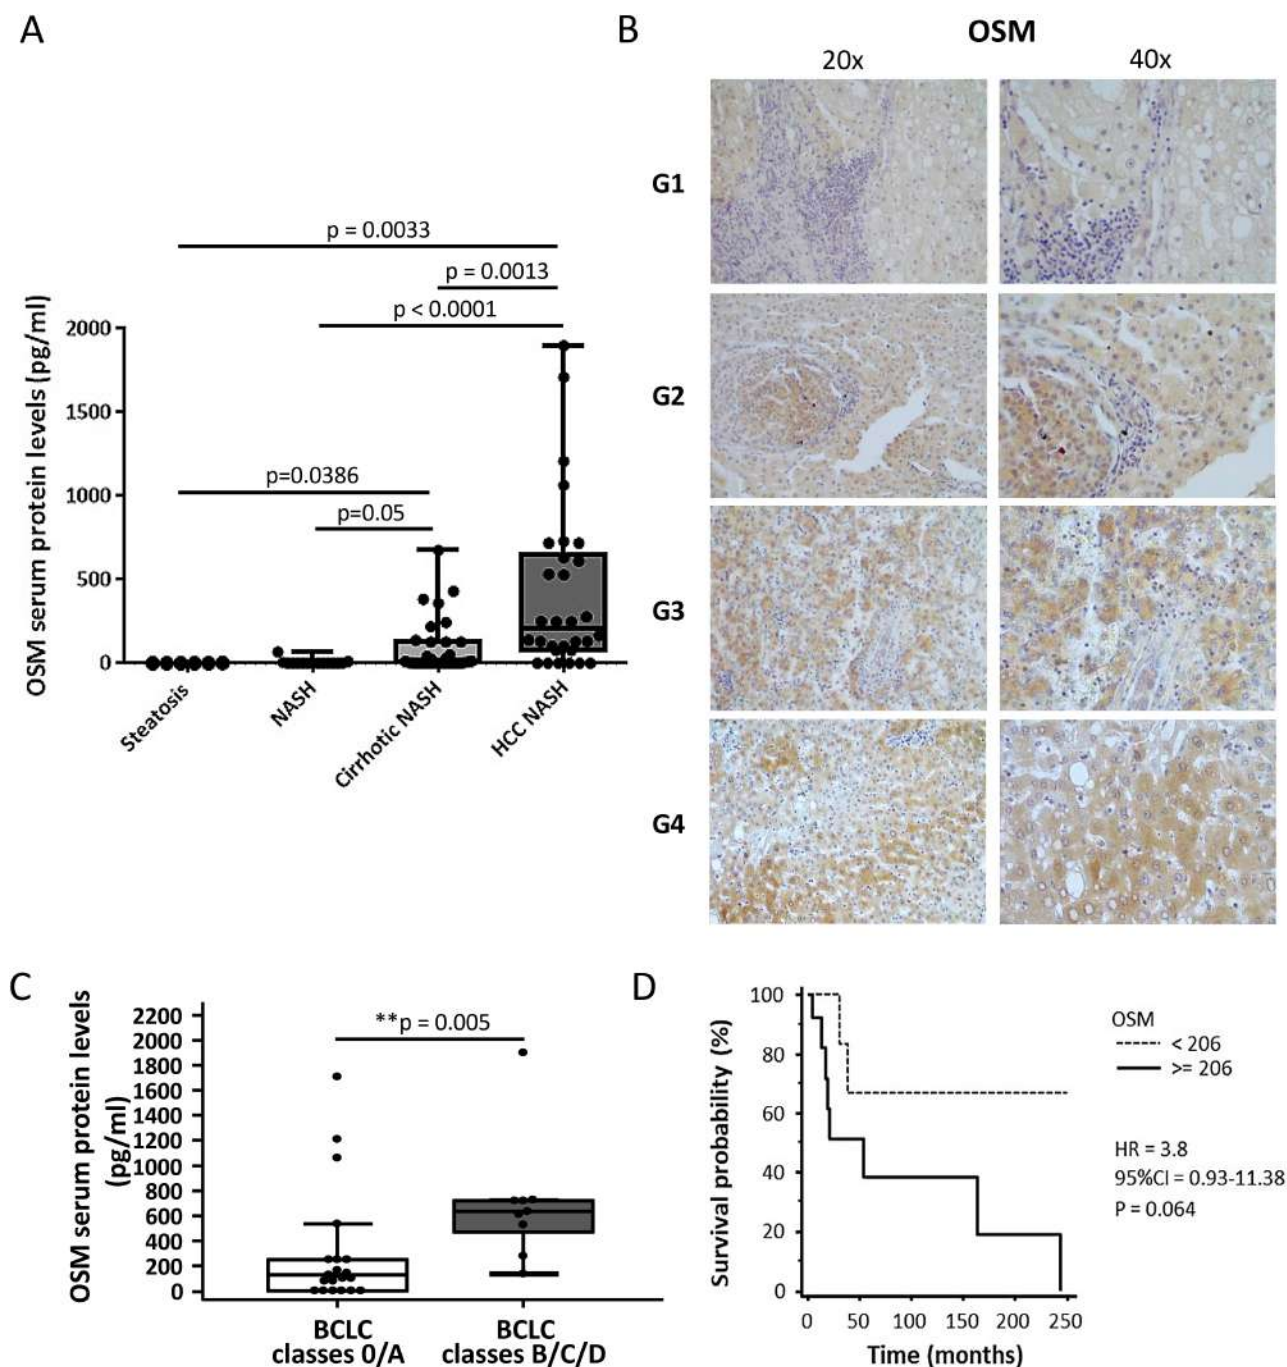 A
p = 0.0033
p = 0.0013
p < 0.0001
p=0.0386
p=0.05
OSM serum protein levels (pg/ml)
2000
1500
1000
500
0
Steatosis
NASH
Cirrhotic NASH
HCC NASH
B
OSM
20x 40x
G1
G2
G3
G4
C
OSM serum protein levels
(pg/ml)
2200
2000
1800
1600
1400
1200
1000
800
600
400
200
0
**p = 0.005
BCLC
classes 0/A
BCLC
classes B/C/D
D
Survival probability (%)
100
80
60
40
20
0
0 50 100 150 200 250
Time (months)
OSM
< 206
>= 206
HR = 3.8
95%CI = 0.93-11.38
P = 0.064